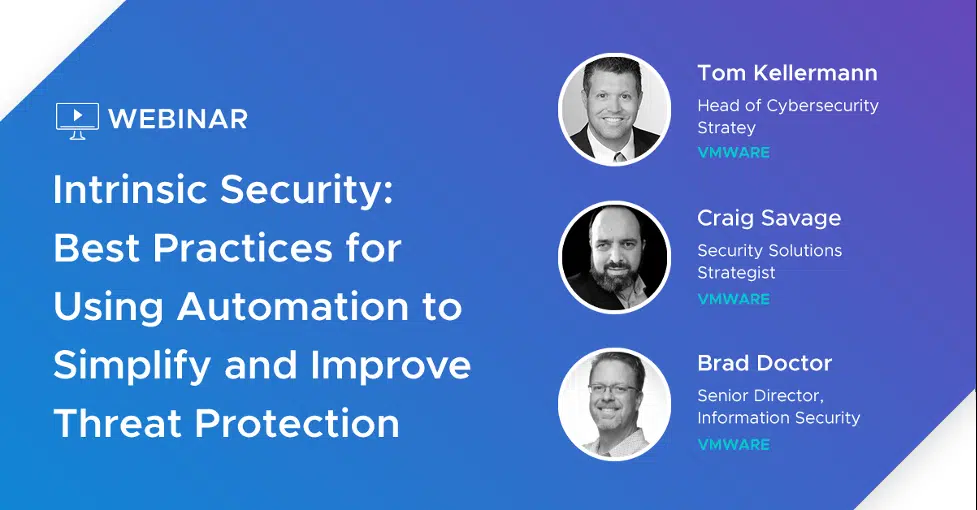 WEBINAR
Intrinsic Security:
Best Practices for
Using Automation to
Simplify and Improve
Threat Protection
Tom Kellermann
Head of Cybersecurity
Stratey
VMWARE
Craig Savage
Security Solutions
Strategist
VMWARE
Brad Doctor
Senior Director,
Information Security
VMWARE